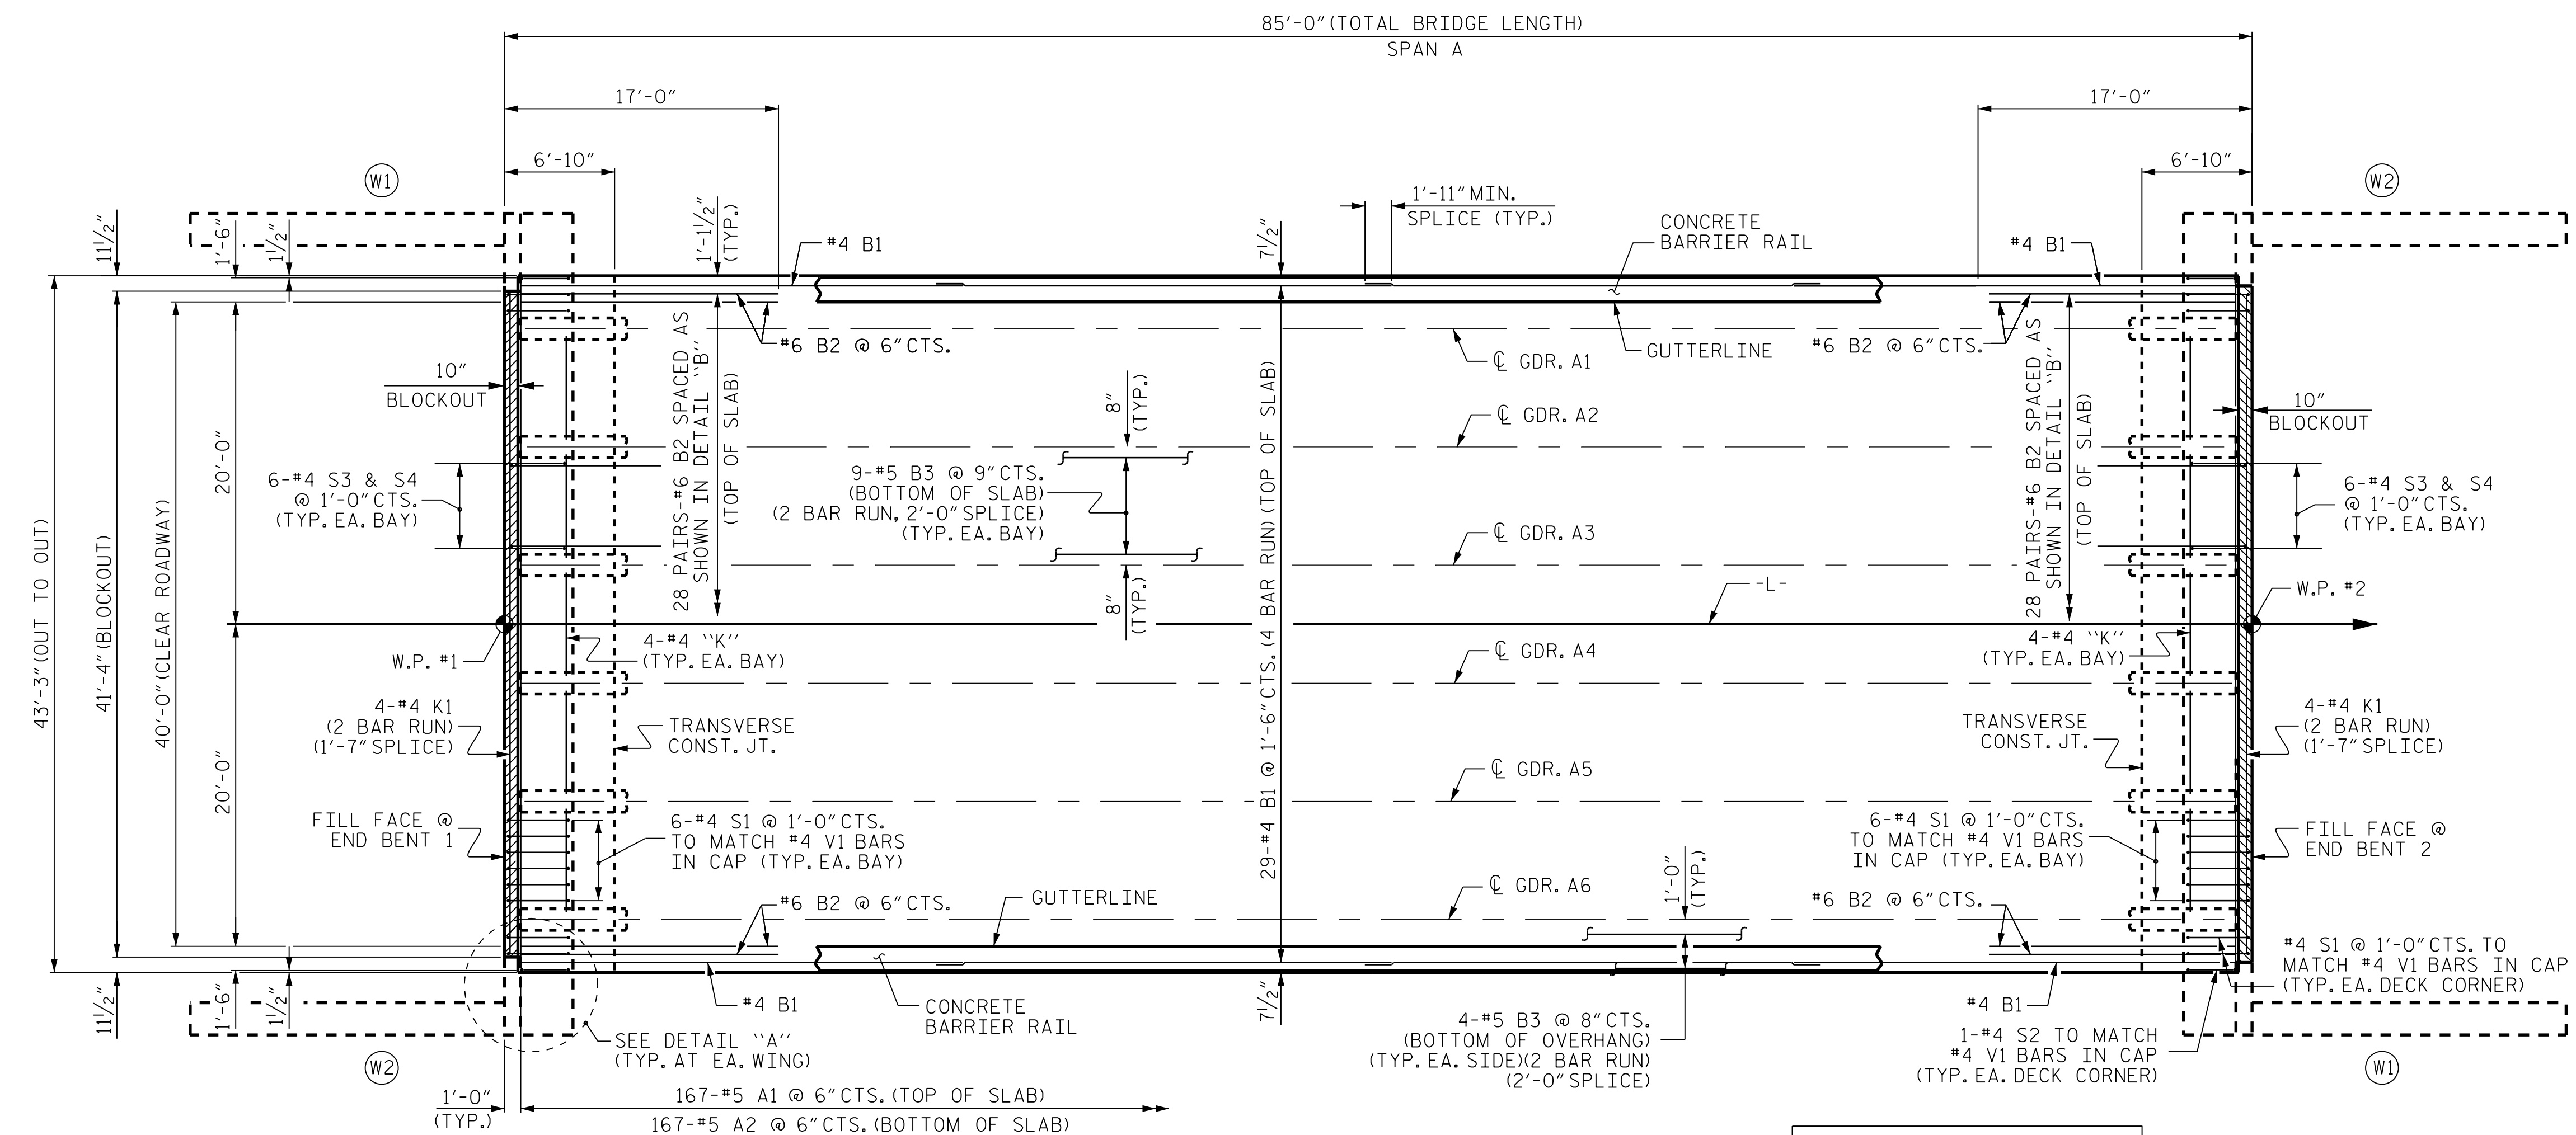 85'-0" (TOTAL BRIDGE LENGTH)
SPAN A
17'-0"
17'-0"
6'-10"
6'-10"
W1
W2
11½"
1'-6"
1½"
1'-1½"
(TYP.)
#4 B1
1'-11" MIN.
SPLICE (TYP.)
7½"
CONCRETE
BARRIER RAIL
#4 B1
#6 B2 @ 6" CTS.
GUTTERLINE
#6 B2 @ 6" CTS.
℄ GDR. A1
10"
BLOCKOUT
28 PAIRS-#6 B2 SPACED AS
SHOWN IN DETAIL "B"
(TOP OF SLAB)
8"
(TYP.)
℄ GDR. A2
28 PAIRS-#6 B2 SPACED AS
SHOWN IN DETAIL "B"
(TOP OF SLAB)
10"
BLOCKOUT
6-#4 S3 & S4
@ 1'-0" CTS.
(TYP. EA. BAY)
9-#5 B3 @ 9" CTS.
(BOTTOM OF SLAB)
(2 BAR RUN, 2'-0" SPLICE)
(TYP. EA. BAY)
6-#4 S3 & S4
@ 1'-0" CTS.
(TYP. EA. BAY)
℄ GDR. A3
8"
(TYP.)
-L-
W.P. #2
43'-3" (OUT TO OUT)
41'-4" (BLOCKOUT)
40'-0" (CLEAR ROADWAY)
20'-0"
20'-0"
29-#4 B1 @ 1'-6" CTS. (4 BAR RUN) (TOP OF SLAB)
W.P. #1
4-#4 "K"
(TYP. EA. BAY)
℄ GDR. A4
4-#4 "K"
(TYP. EA. BAY)
4-#4 K1
(2 BAR RUN)
(1'-7" SPLICE)
TRANSVERSE
CONST. JT.
TRANSVERSE
CONST. JT.
4-#4 K1
(2 BAR RUN)
(1'-7" SPLICE)
℄ GDR. A5
FILL FACE @
END BENT 1
6-#4 S1 @ 1'-0" CTS.
TO MATCH #4 V1 BARS
IN CAP (TYP. EA. BAY)
6-#4 S1 @ 1'-0" CTS.
TO MATCH #4 V1 BARS
IN CAP (TYP. EA. BAY)
FILL FACE @
END BENT 2
#6 B2 @ 6" CTS.
GUTTERLINE
℄ GDR. A6
1'-0"
(TYP.)
#6 B2 @ 6" CTS.
11½"
1'-6"
1½"
#4 B1
CONCRETE
BARRIER RAIL
7½"
4-#5 B3 @ 8" CTS.
(BOTTOM OF OVERHANG)
(TYP. EA. SIDE)(2 BAR RUN)
(2'-0" SPLICE)
#4 B1
#4 S1 @ 1'-0" CTS. TO
MATCH #4 V1 BARS IN CAP
(TYP. EA. DECK CORNER)
1-#4 S2 TO MATCH
#4 V1 BARS IN CAP
(TYP. EA. DECK CORNER)
SEE DETAIL "A"
(TYP. AT EA. WING)
W2
W1
1'-0"
(TYP.)
167-#5 A1 @ 6" CTS. (TOP OF SLAB)
167-#5 A2 @ 6" CTS. (BOTTOM OF SLAB)